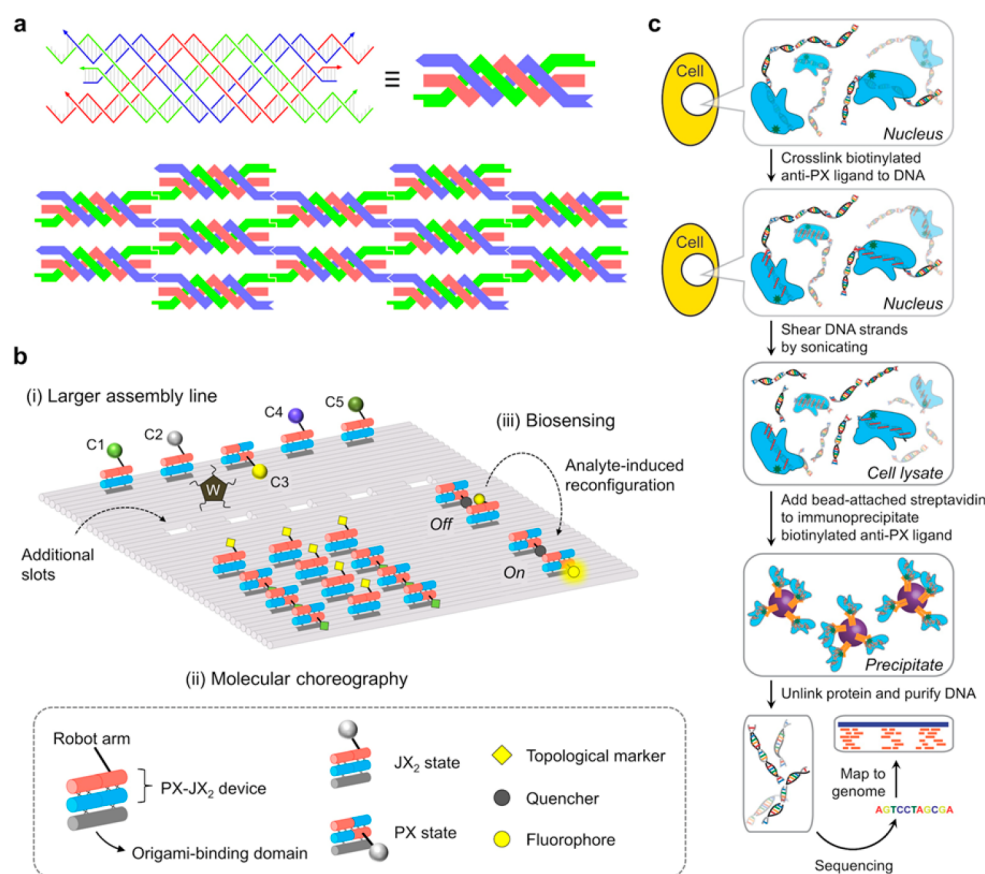 a
≡
b
(i) Larger assembly line
C1
C2
C3
C4
C5
W
(iii) Biosensing
Analyte-induced
reconfiguration
Off
On
Additional
slots
(ii) Molecular choreography
Robot arm
PX-JX₂ device
Origami-binding domain
JX₂ state
PX state
Topological marker
Quencher
Fluorophore
c
Cell
Nucleus
Crosslink biotinylated
anti-PX ligand to DNA
Cell
Nucleus
Shear DNA strands
by sonicating
Cell lysate
Add bead-attached streptavidin
to immunoprecipitate
biotinylated anti-PX ligand
Precipitate
Unlink protein and purify DNA
Map to
genome
AGTCCTAGCGA
Sequencing